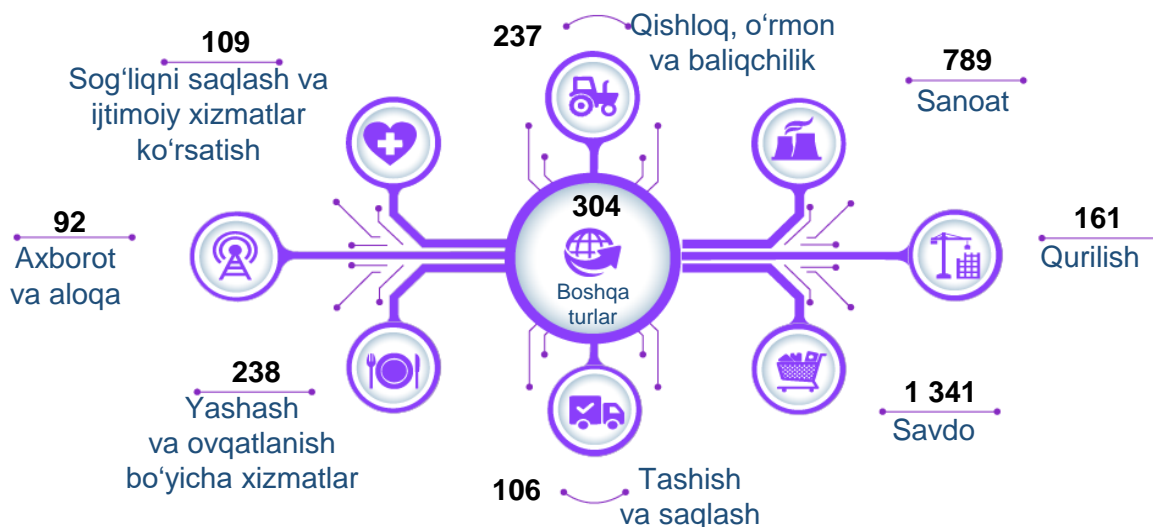 109
Sog‘liqni saqlash va
ijtimoiy xizmatlar
ko‘rsatish
237
Qishloq, o‘rmon
va baliqchilik
789
Sanoat
92
Axborot
va aloqa
304
Boshqa
turlar
161
Qurilish
238
Yashash
va ovqatlanish
bo‘yicha xizmatlar
106
Tashish
va saqlash
1 341
Savdo